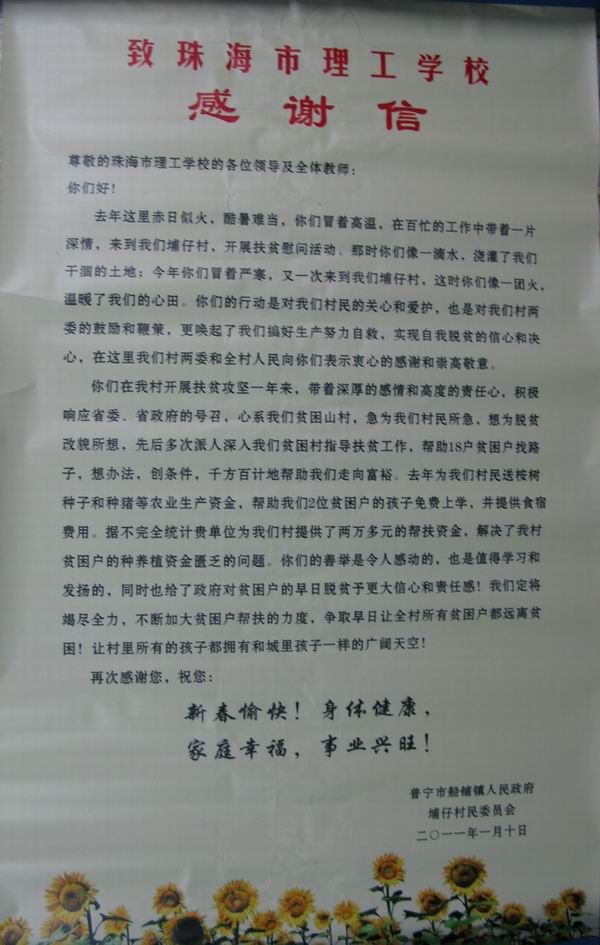 致珠海市理工学校
感谢信
尊敬的珠海市理工学校的各位领导及全体教师：
你们好！
去年这里赤日似火，酷暑难当，你们冒着高温，在百忙的工作中带着一片
深情，来到我们埔仔村，开展扶贫慰问活动。那时你们像一滴水，浇灌了我们
干涸的土地；今年你们冒着严寒，又一次来到我们埔仔村，这时你们像一团火，
温暖了我们的心田。你们的行动是对我们村民的关心和爱护，也是对我们村两
委的鼓励和鞭策，更唤起了我们搞好生产努力自救，实现自我脱贫的信心和决
心，在这里我们村两委和全村人民向你们表示衷心的感谢和崇高敬意。
你们在我村开展扶贫攻坚一年来，带着深厚的感情和高度的责任心，积极
响应省委、省政府的号召，心系我们贫困山村，急为我们村民所急，想为脱贫
改貌所想，先后多次派人深入我们贫困村指导扶贫工作，帮助18户贫困户找路
子，想办法，创条件，千方百计地帮助我们走向富裕。去年为我们村民送桉树
种子和种猪等农业生产资金，帮助我们2位贫困户的孩子免费上学，并提供食宿
费用。据不完全统计贵单位为我们村提供了两万多元的帮扶资金，解决了我村
贫困户的种养殖资金匮乏的问题。你们的善举是令人感动的，也是值得学习和
发扬的，同时也给了政府对贫困户的早日脱贫予更大信心和责任感！我们定将
竭尽全力，不断加大贫困户帮扶的力度，争取早日让全村所有贫困户都远离贫
困！让村里所有的孩子都拥有和城里孩子一样的广阔天空！
再次感谢您，祝您：
新春愉快！身体健康，
家庭幸福，事业兴旺！
普宁市船铺镇人民政府
埔仔村民委员会
二〇一一年一月十日